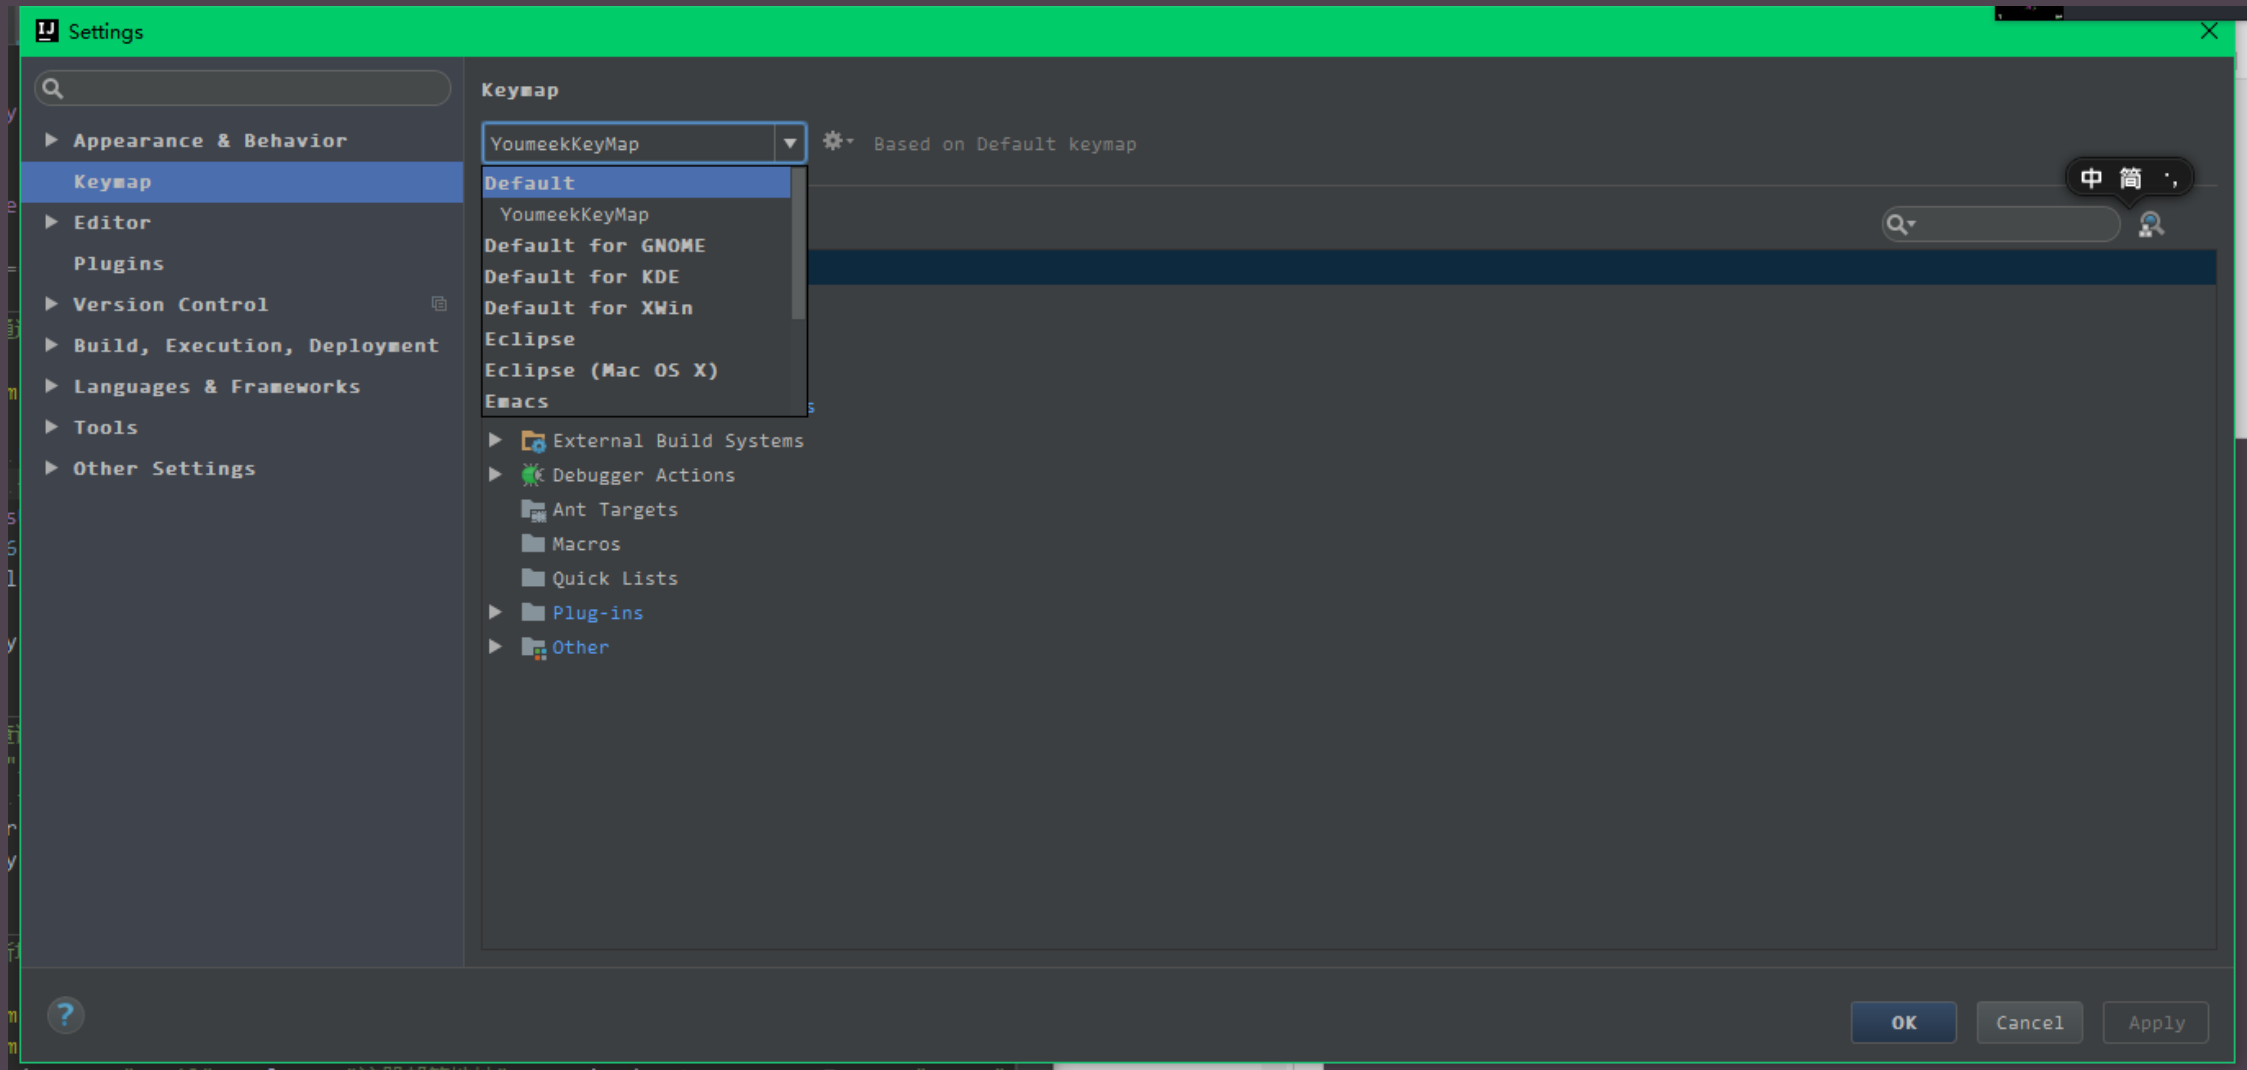 Settings
Appearance & Behavior
Keymap
Editor
Plugins
Version Control
Build, Execution, Deployment
Languages & Frameworks
Tools
Other Settings
Keymap
YoumeekKeyMap
Based on Default keymap
Default
YoumeekKeyMap
Default for GNOME
Default for KDE
Default for XWin
Eclipse
Eclipse (Mac OS X)
Emacs
中 简
External Build Systems
Debugger Actions
Ant Targets
Macros
Quick Lists
Plug-ins
Other
?
OK
Cancel
Apply